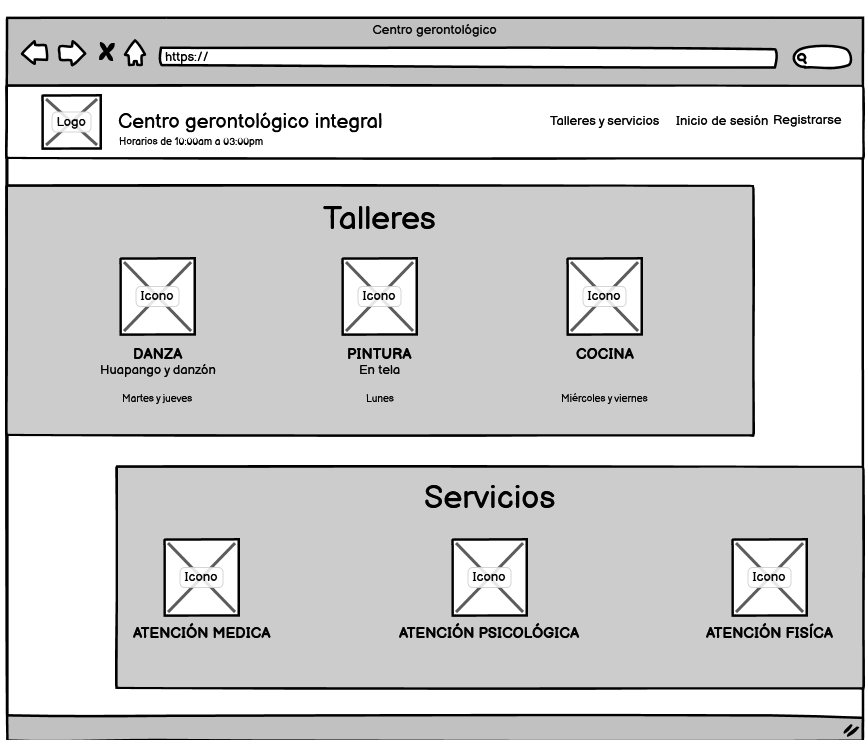 Centro gerontológico
https://
Logo
Centro gerontológico integral
Horarios de 10:00am a 03:00pm
Talleres y servicios
Inicio de sesión
Registrarse
Talleres
Icono
Icono
Icono
DANZA
PINTURA
COCINA
Huapango y danzón
En tela
Martes y jueves
Lunes
Miércoles y viernes
Servicios
Icono
Icono
Icono
ATENCIÓN MEDICA
ATENCIÓN PSICOLÓGICA
ATENCIÓN FISÍCA